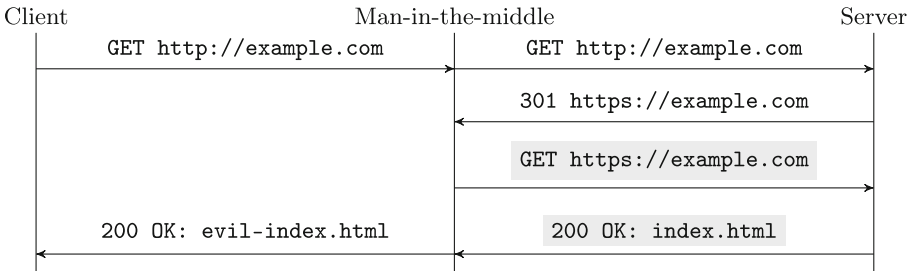 Client Man-in-the-middle Server
GET http://example.com GET http://example.com
301 https://example.com
GET https://example.com
200 OK: evil-index.html 200 OK: index.html